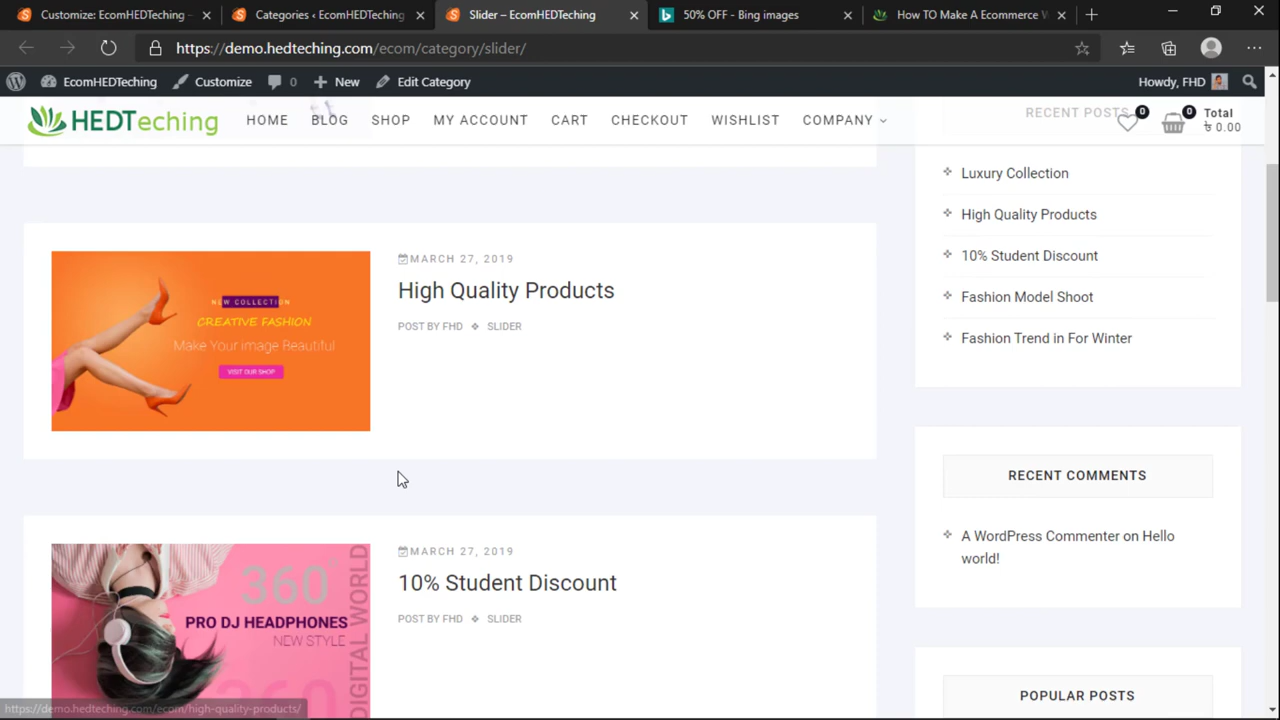 Customize: EcomHEDTeching -
Categories ‹ EcomHEDTeching
Slider – EcomHEDTeching
50% OFF - Bing images
How TO Make A Ecommerce W
https://demo.hedteching.com/ecom/category/slider/
EcomHEDTeching
Customize
0
New
Edit Category
Howdy, FHD
HEDTeching
HOME
BLOG
SHOP
MY ACCOUNT
CART
CHECKOUT
WISHLIST
COMPANY
RECENT POSTS
0
0
Total
৳ 0.00
Luxury Collection
High Quality Products
10% Student Discount
Fashion Model Shoot
Fashion Trend in For Winter
NEW COLLECTION
CREATIVE FASHION
Make Your image Beautiful
VISIT OUR SHOP
MARCH 27, 2019
High Quality Products
POST BY FHD ❖ SLIDER
RECENT COMMENTS
A WordPress Commenter on Hello
world!
360°
PRO DJ HEADPHONES
NEW STYLE
DIGITAL WORLD
360
MARCH 27, 2019
10% Student Discount
POST BY FHD ❖ SLIDER
POPULAR POSTS
https://demo.hedteching.com/ecom/high-quality-products/